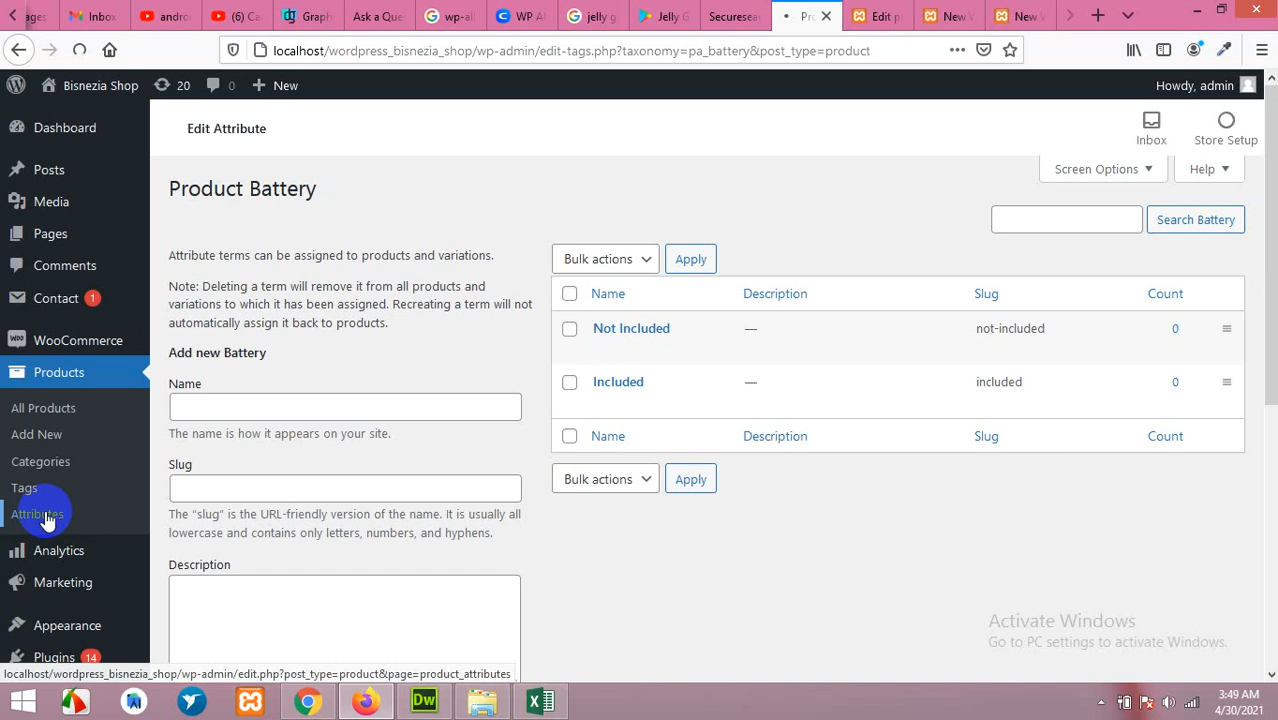 ages
Inbox
andro
(6) Ca
Graph
Ask a Que
wp-all
WP Al
jelly g
Jelly G
Securesear
Pro
Edit p
New V
New V
localhost/wordpress_bisnezia_shop/wp-admin/edit-tags.php?taxonomy=pa_battery&post_type=product
Bisnezia Shop
20
0
New
Howdy, admin
Dashboard
Posts
Media
Pages
Comments
Contact 1
WooCommerce
Products
All Products
Add New
Categories
Tags
Attributes
Analytics
Marketing
Appearance
Plugins 14
Edit Attribute
Inbox
Store Setup
Screen Options
Help
Product Battery
Search Battery
Attribute terms can be assigned to products and variations.
Note: Deleting a term will remove it from all products and
variations to which it has been assigned. Recreating a term will not
automatically assign it back to products.
Add new Battery
Name
The name is how it appears on your site.
Slug
The “slug” is the URL-friendly version of the name. It is usually all
lowercase and contains only letters, numbers, and hyphens.
Description
Bulk actions
Apply
Name Description Slug Count
Not Included — not-included 0
Included — included 0
Name Description Slug Count
Bulk actions
Apply
Activate Windows
Go to PC settings to activate Windows.
localhost/wordpress_bisnezia_shop/wp-admin/edit.php?post_type=product&page=product_attributes
Dw
3:49 AM
4/30/2021